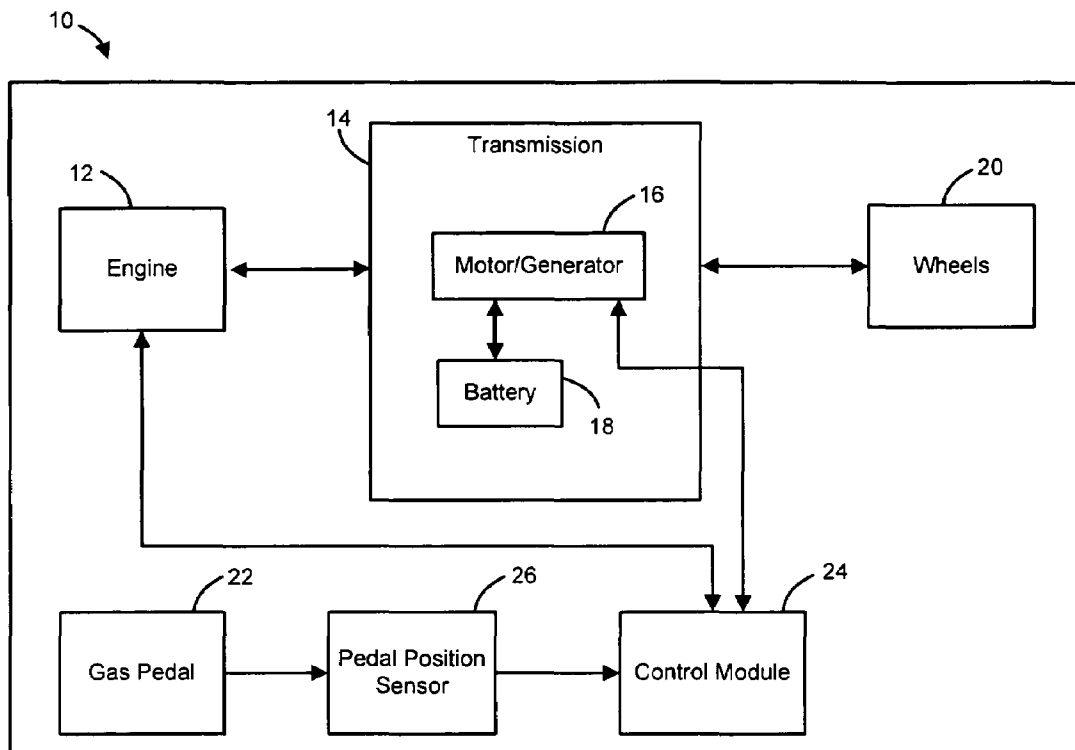 10
14
Transmission
12
16
20
Engine
Motor/Generator
Wheels
Battery
18
22
26
24
Gas Pedal
Pedal Position
Sensor
Control Module